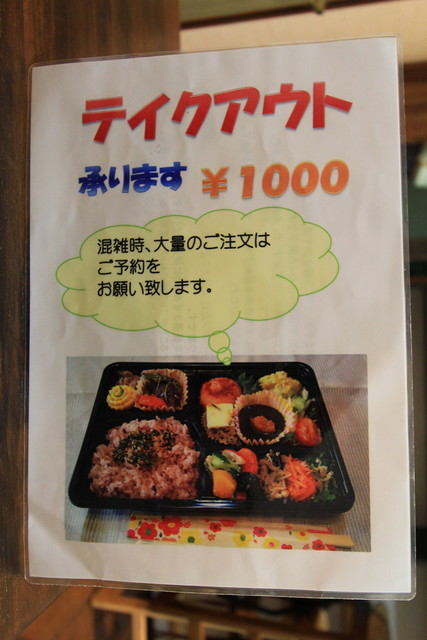 テイクアウト
承ります ￥1000
混雑時、大量のご注文は
ご予約を
お願い致します。